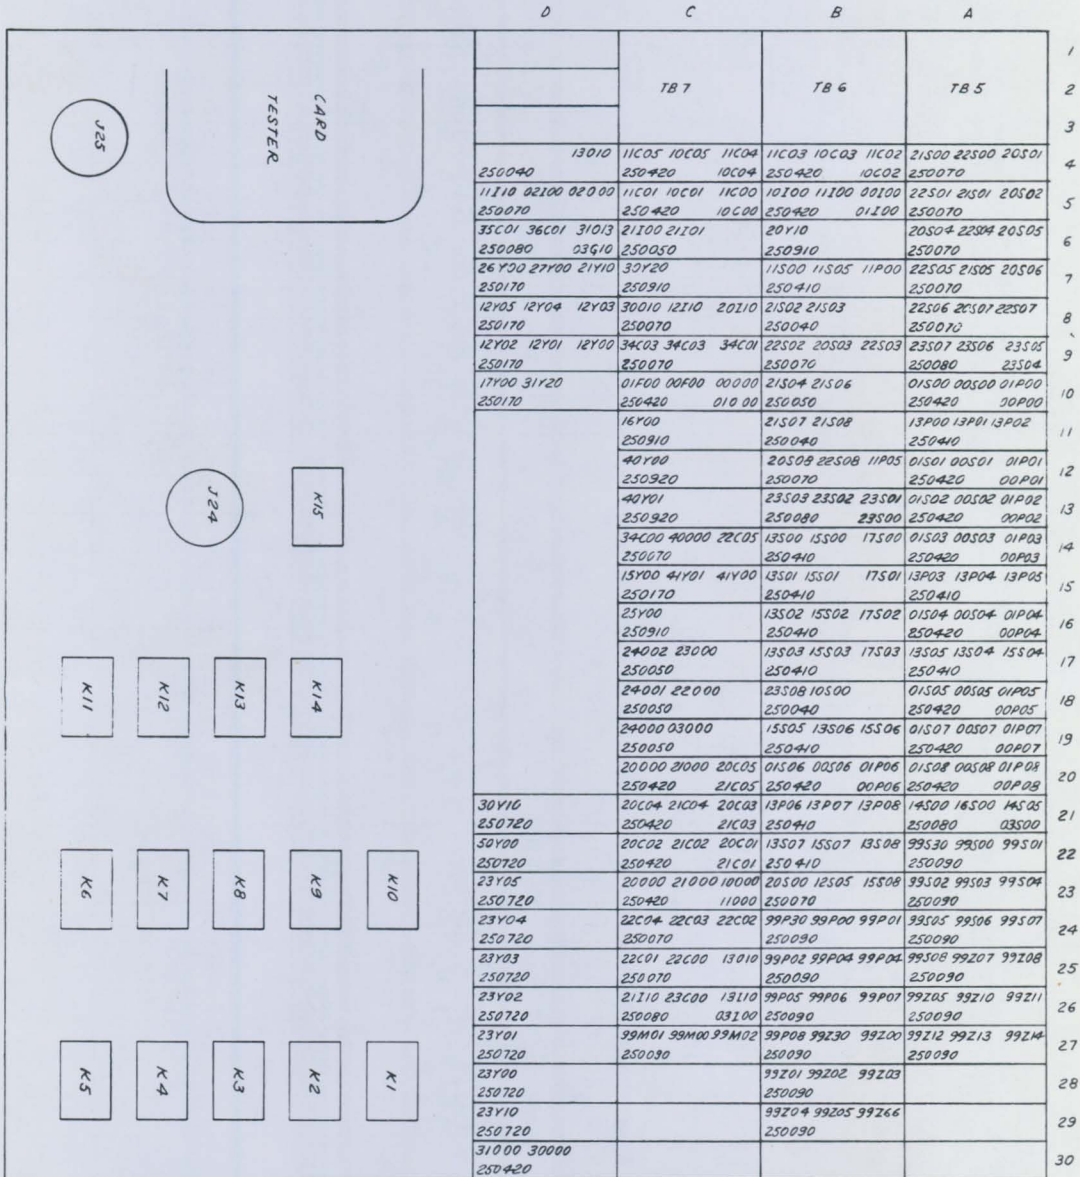 D C B A
1
CARD TESTER
J25
TB 7 TB 6 TB 5
2
3
13010 11C05 10C05 11C04 11C03 10C03 11C02 21S00 22S00 20S01
250040 250420 10C04 250420 10C02 250070
4
11I10 02I00 02000 11C01 10C01 11C00 10I00 11I00 00I00 22S01 21S01 20S02
250070 250420 10C00 250420 01I00 250070
5
35C01 36C01 31013 21I00 21I01 20Y10 20S04 22S04 20S05
250080 03G10 250050 250910 250070
6
26Y00 27Y00 21Y10 30Y20 11S00 11S05 11P00 22S05 21S05 20S06
250170 250910 250410 250070
7
12Y05 12Y04 12Y03 30010 12I10 20I10 21S02 21S03 22S06 20S07 22S07
250170 250070 250040 250070
8
12Y02 12Y01 12Y00 34C03 34C03 34C01 22S02 20S03 22S03 23S07 23S06 23S05
250170 250070 250070 250080 23S04
9
17Y00 31Y20 01F00 00F00 00000 21S04 21S06 01S00 00S00 01P00
250170 250420 01000 250050 250420 00P00
10
16Y00 21S07 21S08 13P00 13P01 13P02
250910 250040 250410
11
J24
K15
40Y00 20S08 22S08 11P05 01S01 00S01 01P01
250920 250070 250420 00P01
12
40Y01 23S03 23S02 23S01 01S02 00S02 01P02
250920 250080 23S00 250420 00P02
13
34C00 40000 22C05 13S00 15S00 17S00 01S03 00S03 01P03
250070 250410 250420 00P03
14
15Y00 41Y01 41Y00 13S01 15S01 17S01 13P03 13P04 13P05
250170 250410 250410
15
25Y00 13S02 15S02 17S02 01S04 00S04 01P04
250910 250410 250420 00P04
16
K11 K12 K13 K14
24002 23000 13S03 15S03 17S03 13S05 13S04 15S04
250050 250410 250410
17
24001 22000 23S08 10S00 01S05 00S05 01P05
250050 250040 250420 00P05
18
24000 03000 15S05 13S06 15S06 01S07 00S07 01P07
250050 250410 250420 00P07
19
20000 21000 20C05 01S06 00S06 01P06 01S08 00S08 01P08
250420 21C05 250420 00P06 250420 00P08
20
30Y10 20C04 21C04 20C03 13P06 13P07 13P08 14S00 16S00 14S05
250720 250420 21C03 250410 250080 03S00
21
50Y00 20C02 21C02 20C01 13S07 15S07 13S08 99S30 99S00 99S01
250720 250420 21C01 250410 250090
22
K6 K7 K8 K9 K10
23Y05 20000 21000 10000 20S00 12S05 15S08 99S02 99S03 99S04
250720 250420 11000 250070 250090
23
23Y04 22C04 22C03 22C02 99P30 99P00 99P01 99S05 99S06 99S07
250720 250070 250090 250090
24
23Y03 22C01 22C00 13010 99P02 99P04 99P04 99S08 99Z07 99Z08
250720 250070 250090 250090
25
23Y02 21I10 23C00 13I10 99P05 99P06 99P07 99Z05 99Z10 99Z11
250720 250080 03I00 250090 250090
26
23Y01 99M01 99M00 99M02 99P08 99Z30 99Z00 99Z12 99Z13 99Z14
250720 250090 250090 250090
27
K5 K4 K3 K2 K1
23Y00 99Z01 99Z02 99Z03
250720 250090
28
23Y10 99Z04 99Z05 99Z66
250720 250090
29
31000 30000
250420
30